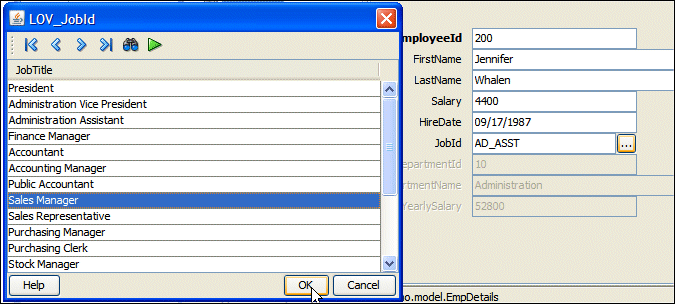 LOV_JobId
JobTitle
President
Administration Vice President
Administration Assistant
Finance Manager
Accountant
Accounting Manager
Public Accountant
Sales Manager
Sales Representative
Purchasing Manager
Purchasing Clerk
Stock Manager
Help
OK
Cancel
mployeeId 200
FirstName Jennifer
LastName Whalen
Salary 4400
HireDate 09/17/1987
JobId AD_ASST ...
epartmentId 10
rtmentName Administration
YearlySalary 52800
o.model.EmpDetails